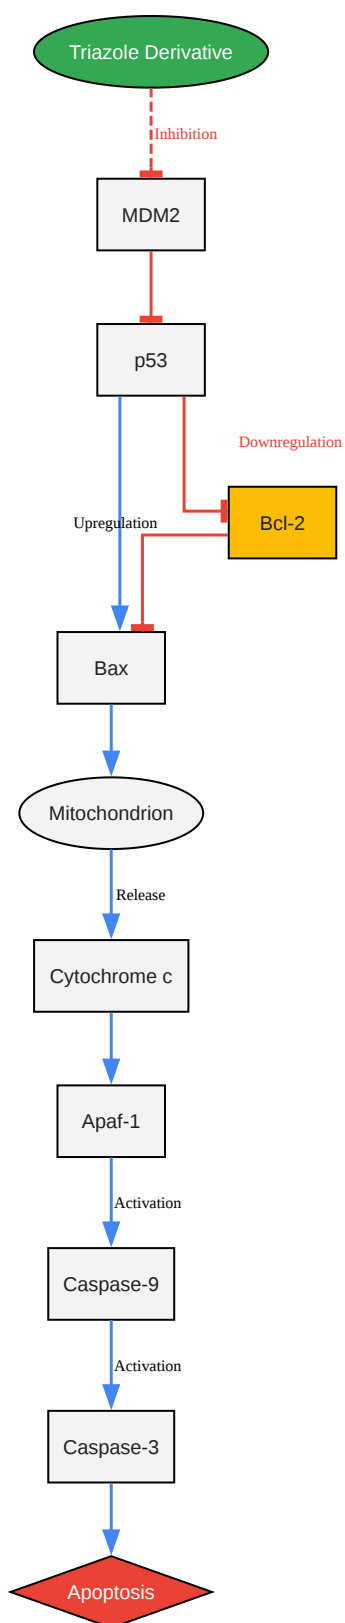 Triazole Derivative
Inhibition
MDM2
p53
Downregulation
Upregulation
Bcl-2
Bax
Mitochondrion
Release
Cytochrome c
Apaf-1
Activation
Caspase-9
Activation
Caspase-3
Apoptosis